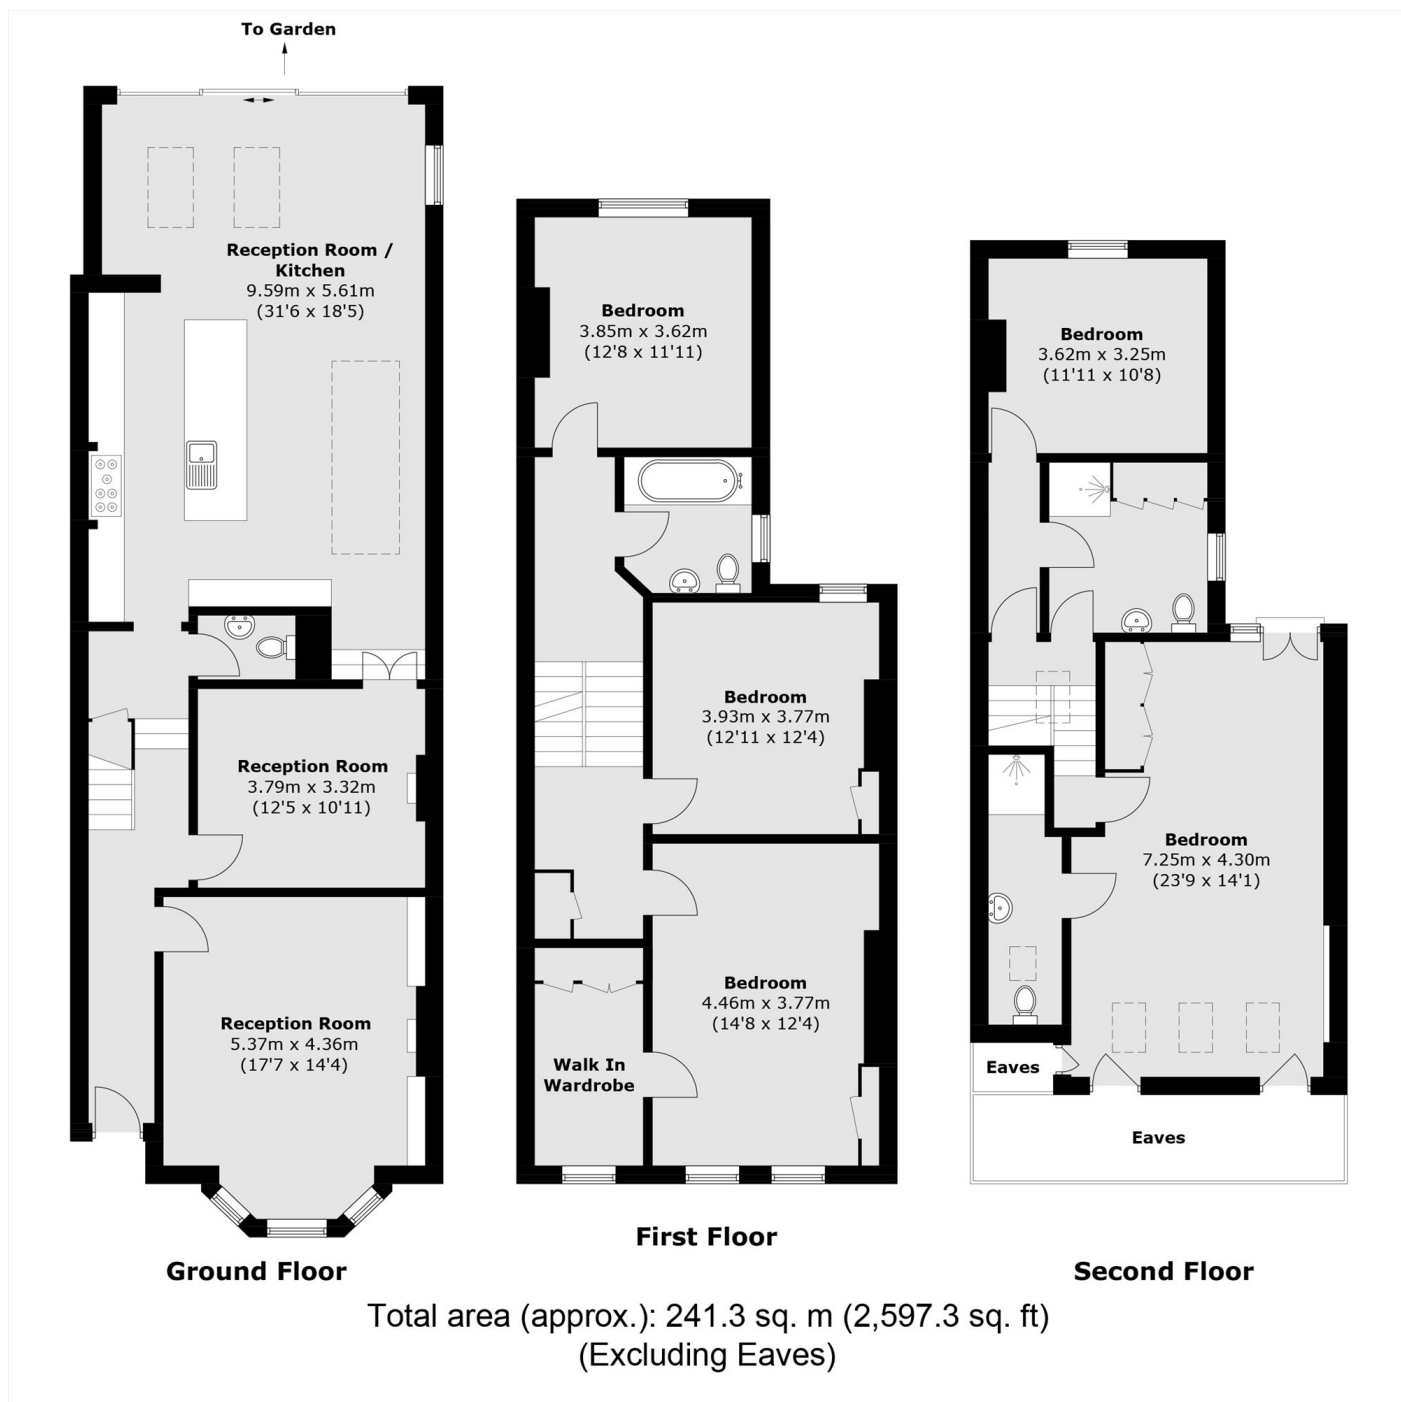 To Garden
Reception Room /
Kitchen
9.59m x 5.61m
(31'6 x 18'5)
Reception Room
3.79m x 3.32m
(12'5 x 10'11)
Reception Room
5.37m x 4.36m
(17'7 x 14'4)
Ground Floor
Bedroom
3.85m x 3.62m
(12'8 x 11'11)
Bedroom
3.93m x 3.77m
(12'11 x 12'4)
Bedroom
4.46m x 3.77m
(14'8 x 12'4)
Walk In
Wardrobe
First Floor
Bedroom
3.62m x 3.25m
(11'11 x 10'8)
Bedroom
7.25m x 4.30m
(23'9 x 14'1)
Eaves
Eaves
Second Floor
Total area (approx.): 241.3 sq. m (2,597.3 sq. ft)
(Excluding Eaves)